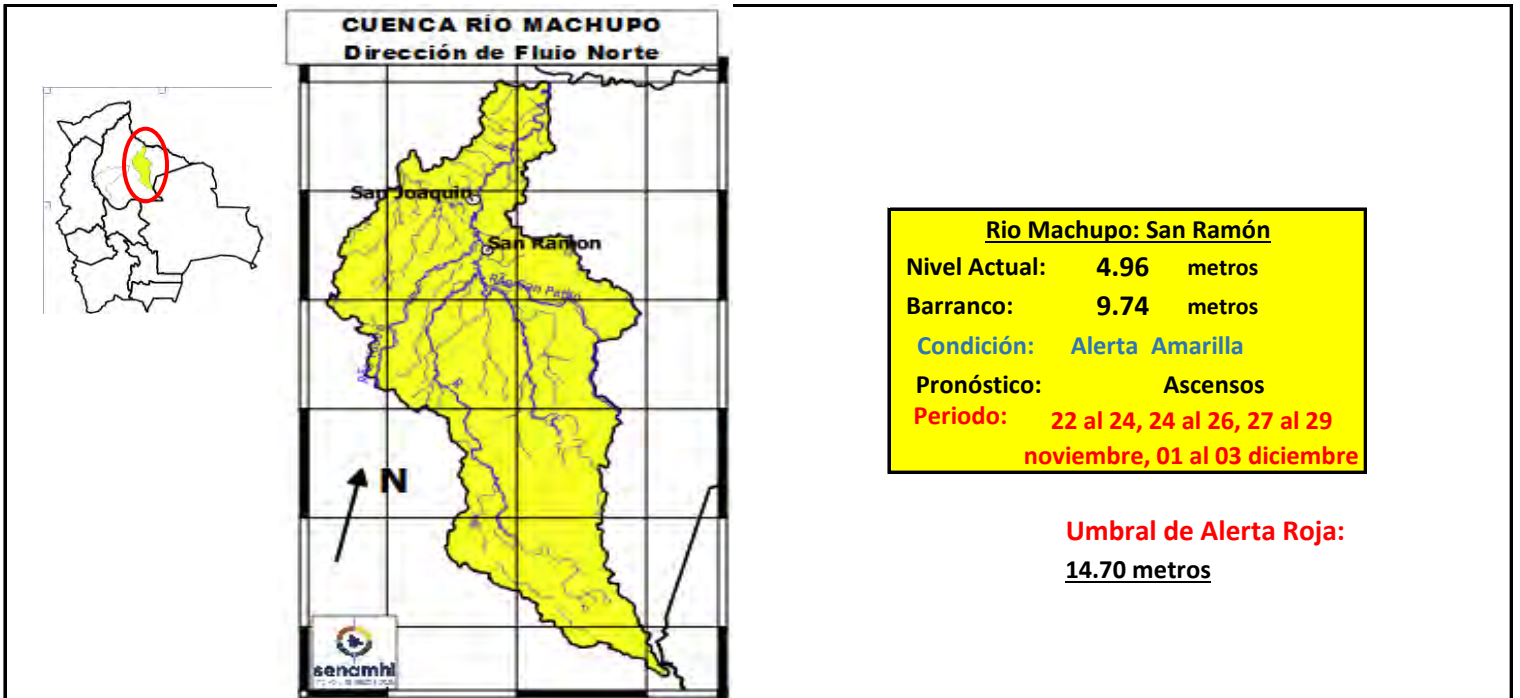 CUENCA RÍO MACHUPO
Dirección de Fluio Norte
San Joaquin
San Ramon
N
senamhi
Rio Machupo: San Ramón
Nivel Actual: 4.96 metros
Barranco: 9.74 metros
Condición: Alerta Amarilla
Pronóstico: Ascensos
Periodo: 22 al 24, 24 al 26, 27 al 29
noviembre, 01 al 03 diciembre
Umbral de Alerta Roja:
14.70 metros